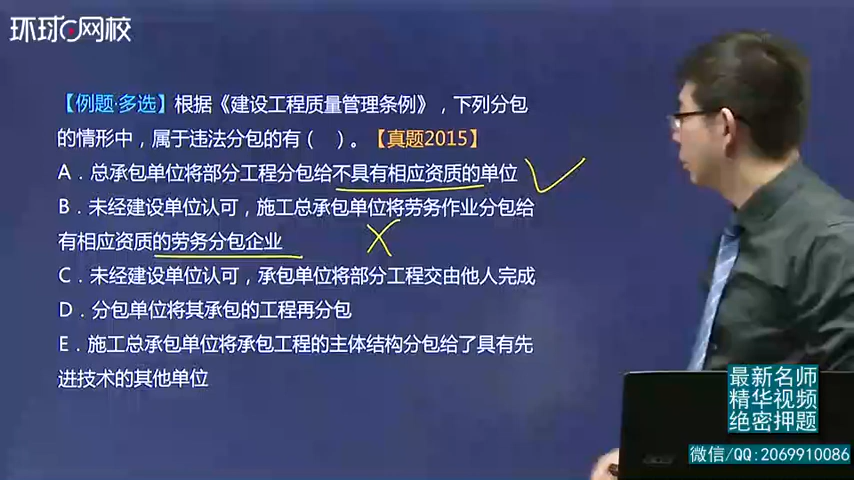 环球网校
【例题·多选】根据《建设工程质量管理条例》，下列分包
的情形中，属于违法分包的有（ ）。【真题2015】
A．总承包单位将部分工程分包给不具有相应资质的单位
B．未经建设单位认可，施工总承包单位将劳务作业分包给
有相应资质的劳务分包企业
C．未经建设单位认可，承包单位将部分工程交由他人完成
D．分包单位将其承包的工程再分包
E．施工总承包单位将承包工程的主体结构分包给了具有先
进技术的其他单位
最新名师
精华视频
绝密押题
微信/QQ:2069910086
acer